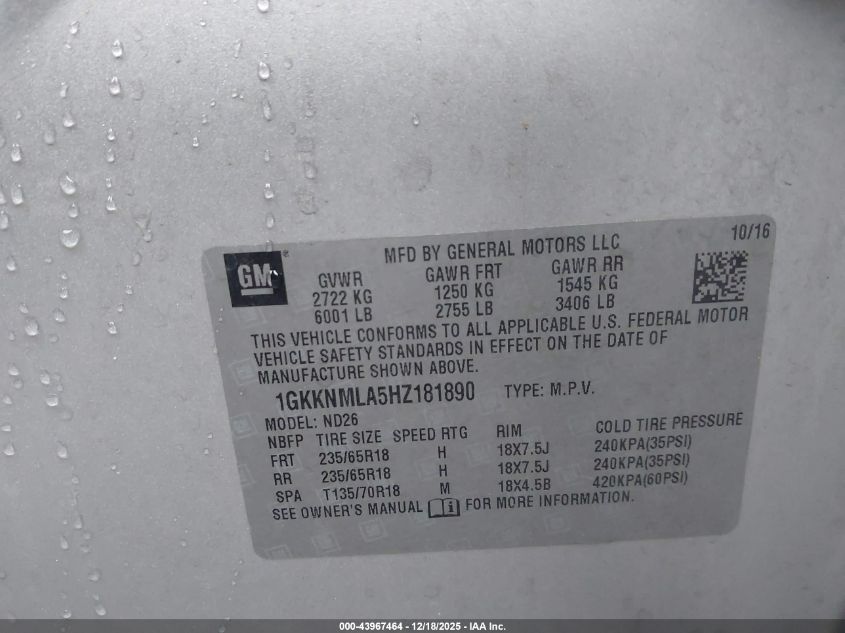 GM
MFD BY GENERAL MOTORS LLC
10/16
GVWR GAWR FRT GAWR RR
2722 KG 1250 KG 1545 KG
6001 LB 2755 LB 3406 LB
THIS VEHICLE CONFORMS TO ALL APPLICABLE U.S. FEDERAL MOTOR
VEHICLE SAFETY STANDARDS IN EFFECT ON THE DATE OF
MANUFACTURE SHOWN ABOVE.
1GKKNMLA5HZ181890 TYPE: M.P.V.
MODEL: ND26
NBFP TIRE SIZE SPEED RTG RIM COLD TIRE PRESSURE
FRT 235/65R18 H 18X7.5J 240KPA(35PSI)
RR 235/65R18 H 18X7.5J 240KPA(35PSI)
SPA T135/70R18 M 18X4.5B 420KPA(60PSI)
SEE OWNER'S MANUAL FOR MORE INFORMATION.
000-43967464 - 12/18/2025 - IAA Inc.